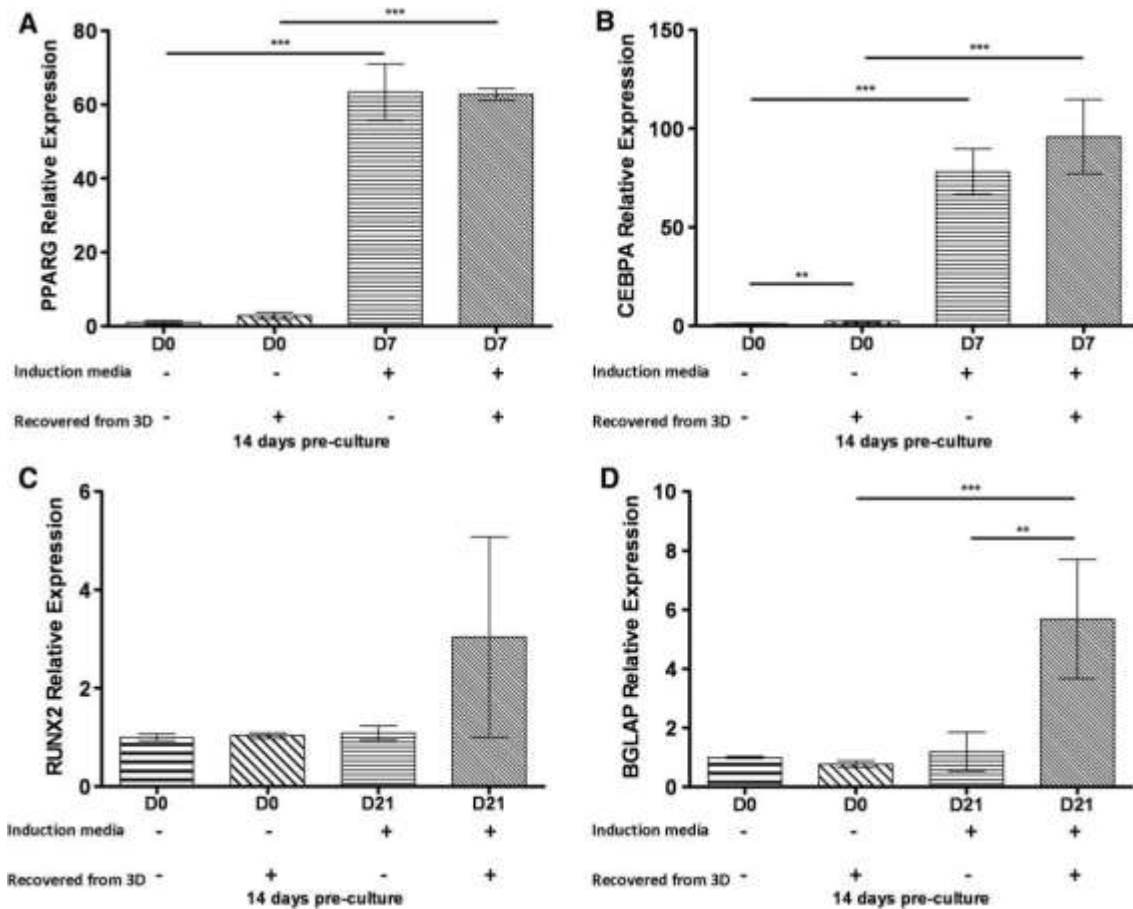 A
PPARG Relative Expression
80
60
40
20
0
***
***
D0 D0 D7 D7
Induction media - - + +
Recovered from 3D - + - +
14 days pre-culture
B
CEBPA Relative Expression
150
100
50
0
**
***
***
D0 D0 D7 D7
Induction media - - + +
Recovered from 3D - + - +
14 days pre-culture
C
RUNX2 Relative Expression
6
4
2
0
D0 D0 D21 D21
Induction media - - + +
Recovered from 3D - + - +
14 days pre-culture
D
BGLAP Relative Expression
10
8
6
4
2
0
***
**
D0 D0 D21 D21
Induction media - - + +
Recovered from 3D - + - +
14 days pre-culture